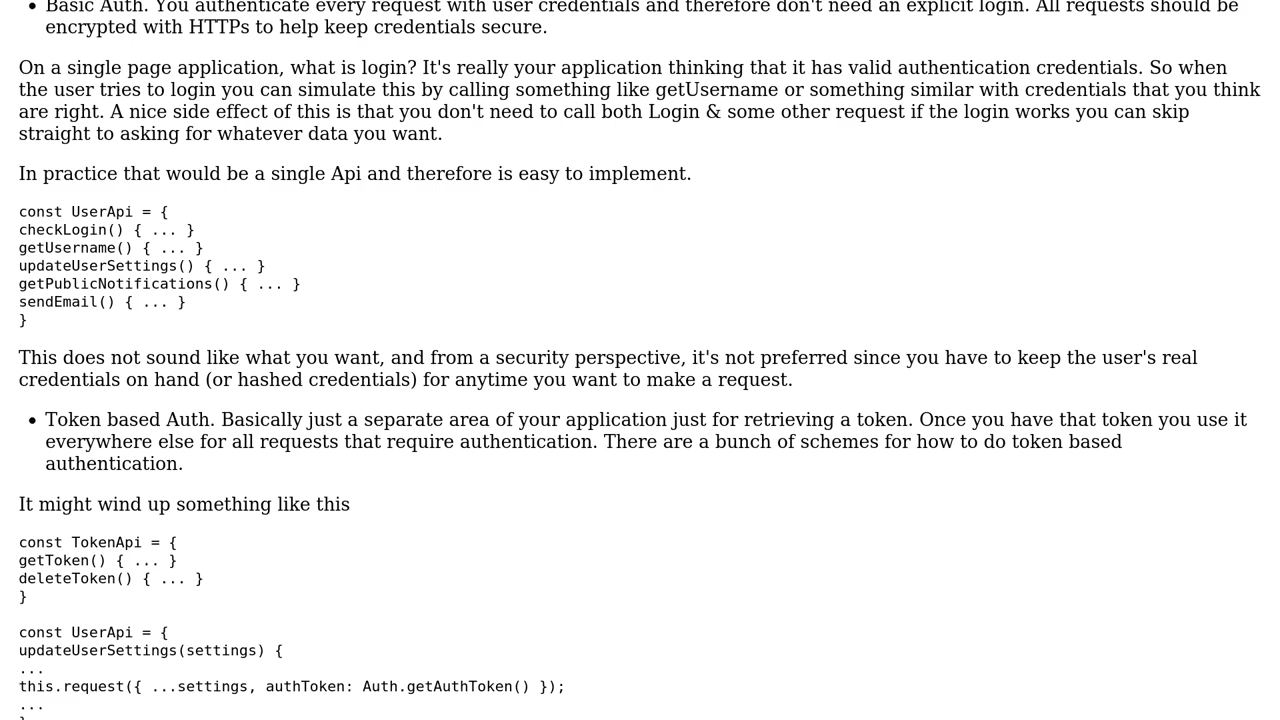 • Basic Auth. You authenticate every request with user credentials and therefore don't need an explicit login. All requests should be
encrypted with HTTPs to help keep credentials secure.
On a single page application, what is login? It's really your application thinking that it has valid authentication credentials. So when
the user tries to login you can simulate this by calling something like getUsername or something similar with credentials that you think
are right. A nice side effect of this is that you don't need to call both Login & some other request if the login works you can skip
straight to asking for whatever data you want.
In practice that would be a single Api and therefore is easy to implement.
const UserApi = {
checkLogin() { ... }
getUsername() { ... }
updateUserSettings() { ... }
getPublicNotifications() { ... }
sendEmail() { ... }
}
This does not sound like what you want, and from a security perspective, it's not preferred since you have to keep the user's real
credentials on hand (or hashed credentials) for anytime you want to make a request.
• Token based Auth. Basically just a separate area of your application just for retrieving a token. Once you have that token you use it
everywhere else for all requests that require authentication. There are a bunch of schemes for how to do token based
authentication.
It might wind up something like this
const TokenApi = {
getToken() { ... }
deleteToken() { ... }
}
const UserApi = {
updateUserSettings(settings) {
...
this.request({ ...settings, authToken: Auth.getAuthToken() });
...
}